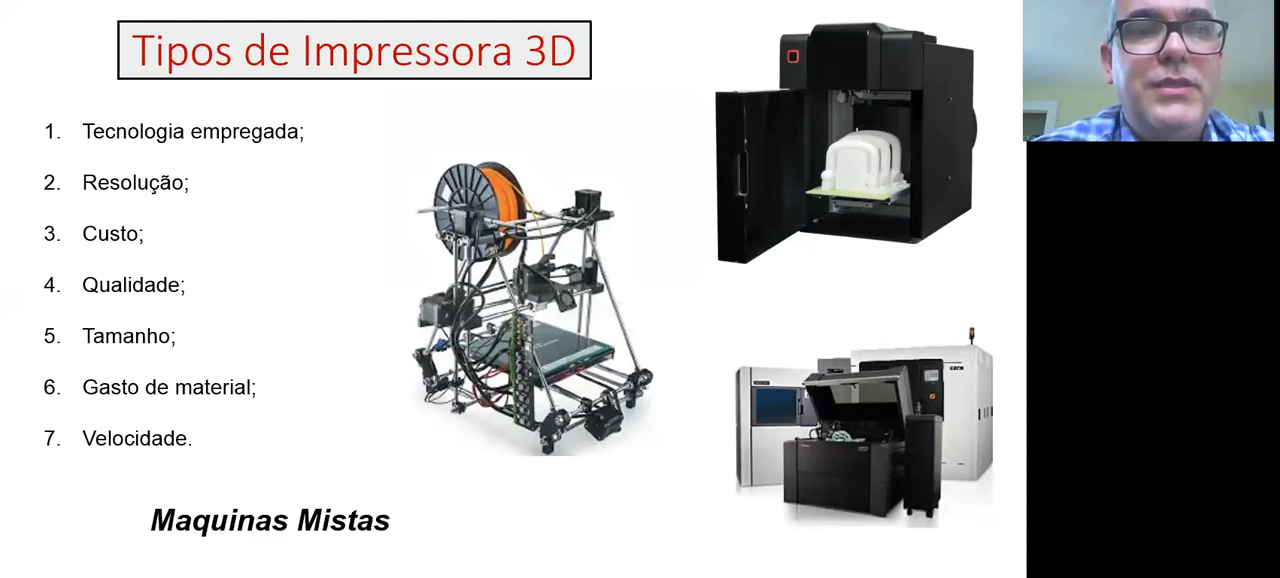 Tipos de Impressora 3D
1. Tecnologia empregada;
2. Resolução;
3. Custo;
4. Qualidade;
5. Tamanho;
6. Gasto de material;
7. Velocidade.
Maquinas Mistas